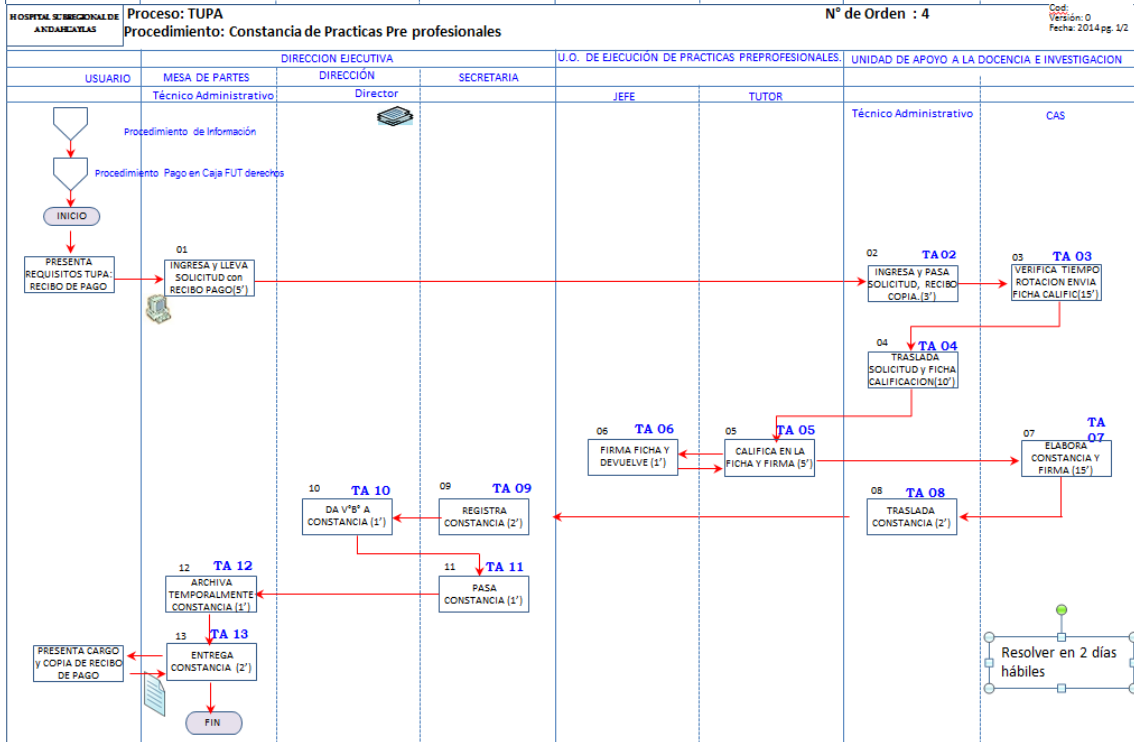 HOSPITAL SUBREGIONAL DE
ANDAHUAYLAS
Proceso: TUPA
Procedimiento: Constancia de Practicas Pre profesionales
N° de Orden : 4
Cod:
Versión: 0
Fecha: 2014 pg. 1/2
DIRECCION EJECUTIVA
U.O. DE EJECUCIÓN DE PRACTICAS PREPROFESIONALES.
UNIDAD DE APOYO A LA DOCENCIA E INVESTIGACION
USUARIO
MESA DE PARTES
DIRECCIÓN
SECRETARIA
Técnico Administrativo
Director
JEFE
TUTOR
Técnico Administrativo
CAS
Procedimiento de Información
Procedimiento Pago en Caja FUT derechos
INICIO
PRESENTA
REQUISITOS TUPA:
RECIBO DE PAGO
01
INGRESA y LLEVA
SOLICITUD con
RECIBO PAGO(5’)
02
TA 02
INGRESA y PASA
SOLICITUD, RECIBO
COPIA.(3’)
03
TA 03
VERIFICA TIEMPO
ROTACION ENVIA
FICHA CALIFIC(15’)
04
TA 04
TRASLADA
SOLICITUD y FICHA
CALIFICACION(10’)
06
TA 06
FIRMA FICHA Y
DEVUELVE (1’)
05
TA 05
CALIFICA EN LA
FICHA Y FIRMA (5’)
07
TA
07
ELABORA
CONSTANCIA Y
FIRMA (15’)
10
TA 10
DA V°B° A
CONSTANCIA (1’)
09
TA 09
REGISTRA
CONSTANCIA (2’)
08
TA 08
TRASLADA
CONSTANCIA (2’)
12
TA 12
ARCHIVA
TEMPORALMENTE
CONSTANCIA (1’)
11
TA 11
PASA
CONSTANCIA (1’)
13
TA 13
ENTREGA
CONSTANCIA (2’)
PRESENTA CARGO
y COPIA DE RECIBO
DE PAGO
Resolver en 2 días
hábiles
FIN